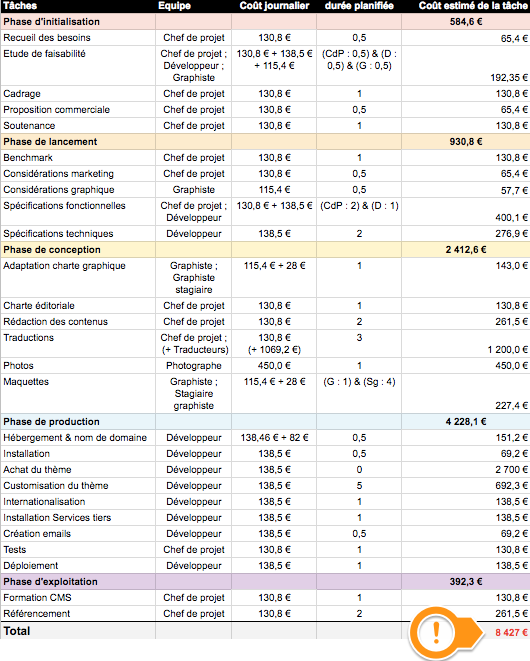 Tâches Equipe Coût journalier durée planifiée Coût estimé de la tâche
Phase d'initialisation 584,6 €
Recueil des besoins Chef de projet 130,8 € 0,5 65,4 €
Etude de faisabilité Chef de projet ; 130,8 € + 138,5 € (CdP : 0,5) & (D :
Développeur ; + 115,4 € 0,5) & (G : 0,5)
Graphiste 192,35 €
Cadrage Chef de projet 130,8 € 1 130,8 €
Proposition commerciale Chef de projet 130,8 € 0,5 65,4 €
Soutenance Chef de projet 130,8 € 1 130,8 €
Phase de lancement 930,8 €
Benchmark Chef de projet 130,8 € 1 130,8 €
Considérations marketing Chef de projet 130,8 € 0,5 65,4 €
Considérations graphique Graphiste 115,4 € 0,5 57,7 €
Spécifications fonctionnelles Chef de projet ; 130,8 € + 138,5 € (CdP : 2) & (D : 1)
Développeur 400,1 €
Spécifications techniques Développeur 138,5 € 2 276,9 €
Phase de conception 2 412,6 €
Adaptation charte graphique Graphiste ; 115,4 € + 28 € 1 143,0 €
Graphiste
stagiaire
Charte éditoriale Chef de projet 130,8 € 1 130,8 €
Rédaction des contenus Chef de projet 130,8 € 2 261,5 €
Traductions Chef de projet ; 130,8 € 3
(+ Traducteurs) (+ 1069,2 €) 1 200,0 €
Photos Photographe 450,0 € 1 450,0 €
Maquettes Graphiste ; 115,4 € + 28 € (G : 1) & (Sg : 4)
Stagiaire
graphiste 227,4 €
Phase de production 4 228,1 €
Hébergement & nom de domaine Développeur 138,46 € + 82 € 0,5 151,2 €
Installation Développeur 138,5 € 0,5 69,2 €
Achat du thème Développeur 138,5 € 0 2 700 €
Customisation du thème Développeur 138,5 € 5 692,3 €
Internationalisation Développeur 138,5 € 1 138,5 €
Installation Services tiers Développeur 138,5 € 1 138,5 €
Création emails Développeur 138,5 € 0,5 69,2 €
Tests Chef de projet 130,8 € 1 130,8 €
Déploiement Développeur 138,5 € 1 138,5 €
Phase d'exploitation 392,3 €
Formation CMS Chef de projet 130,8 € 1 130,8 €
Référencement Chef de projet 130,8 € 2 261,5 €
Total ! 8 427 €